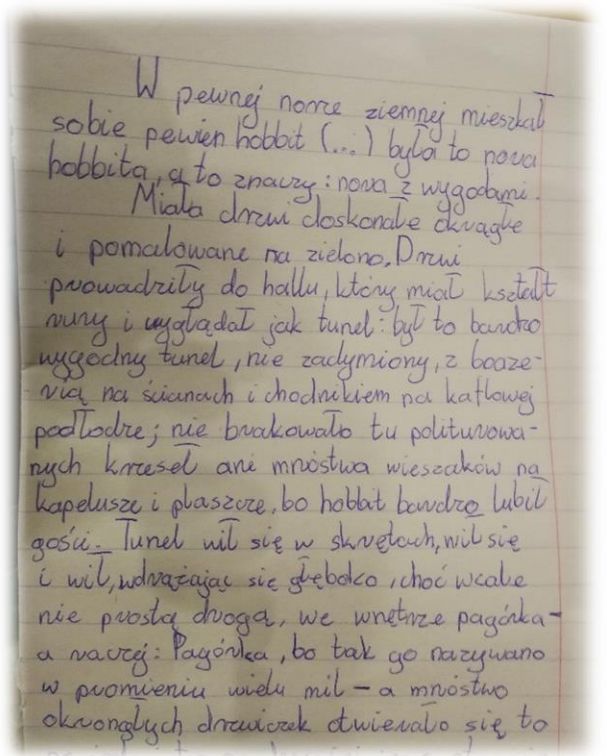 W pewnej norze ziemnej mieszkał
sobie pewien hobbit (...) była to nora
hobbita, a to znaczy: nora z wygodami.
Miała drzwi doskonale okrągłe
i pomalowane na zielono. Drzwi
prowadziły do hallu, który miał kształt
rury i wyglądał jak tunel: był to bardzo
wygodny tunel, nie zadymiony, z boaze-
rią na ścianach i chodnikiem na kaflowej
podłodze; nie brakowało tu politurowa-
nych krzeseł ani mnóstwa wieszaków na
kapelusze i płaszcze, bo hobbit bardzo lubił
gości. Tunel wił się w skrętach, wił się
i wił, wdrążając się głęboko, choć wcale
nie prostą drogą, we wnętrze pagórka -
a raczej: Pagórka, bo tak go nazywano
w promieniu wielu mil - a mnóstwo
okronąłych drzwiczek otwierało się to